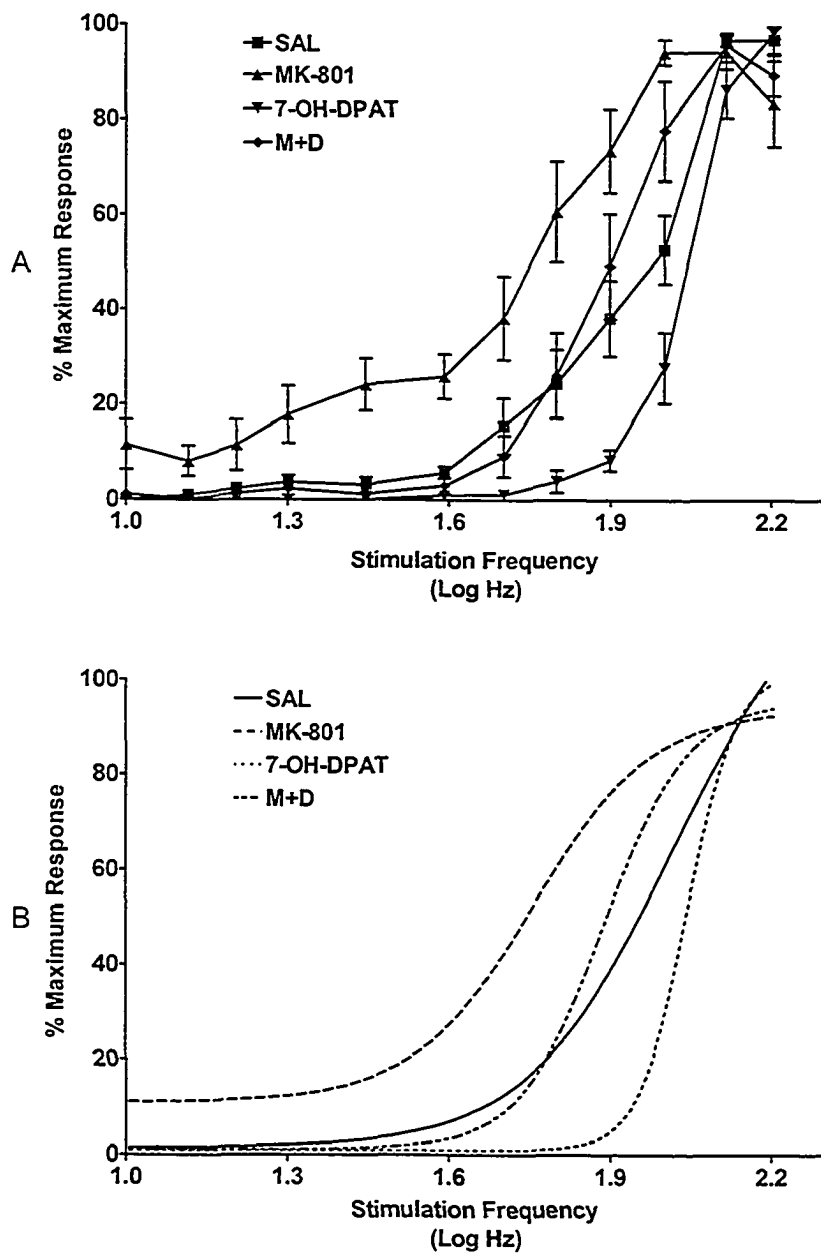 A
% Maximum Response
100
80
60
40
20
0
SAL
MK-801
7-OH-DPAT
M+D
1.0 1.3 1.6 1.9 2.2
Stimulation Frequency
(Log Hz)
B
% Maximum Response
100
80
60
40
20
0
SAL
MK-801
7-OH-DPAT
M+D
1.0 1.3 1.6 1.9 2.2
Stimulation Frequency
(Log Hz)